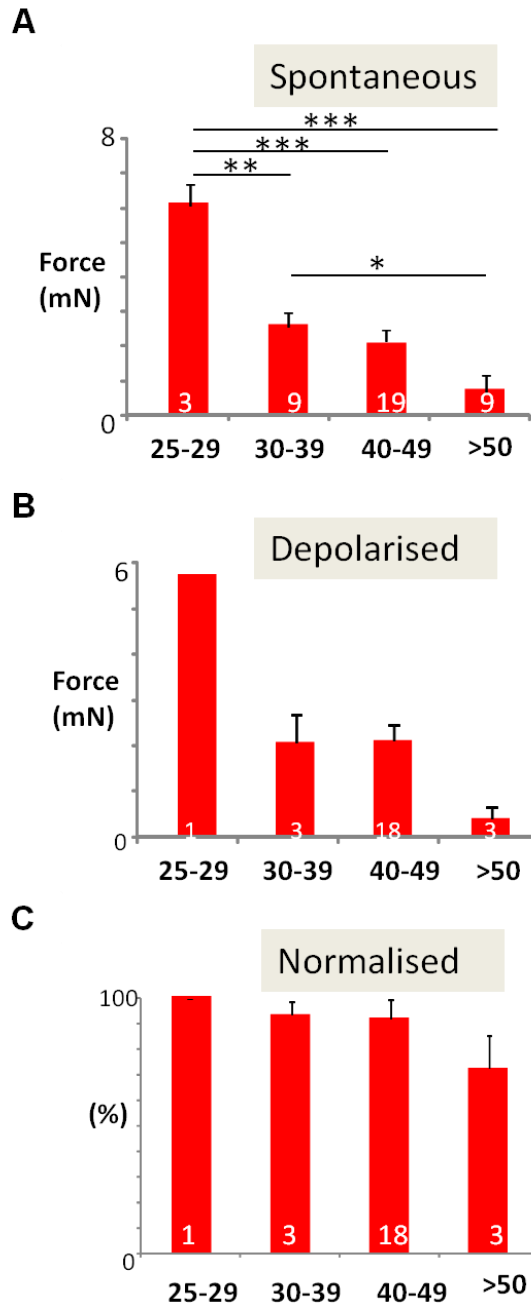 A
Spontaneous
8
***
***
**
*
Force
(mN)
3 9 19 9
0
25-29 30-39 40-49 >50
B
Depolarised
6
Force
(mN)
1 3 18 3
0
25-29 30-39 40-49 >50
C
Normalised
100
(%)
1 3 18 3
0
25-29 30-39 40-49 >50